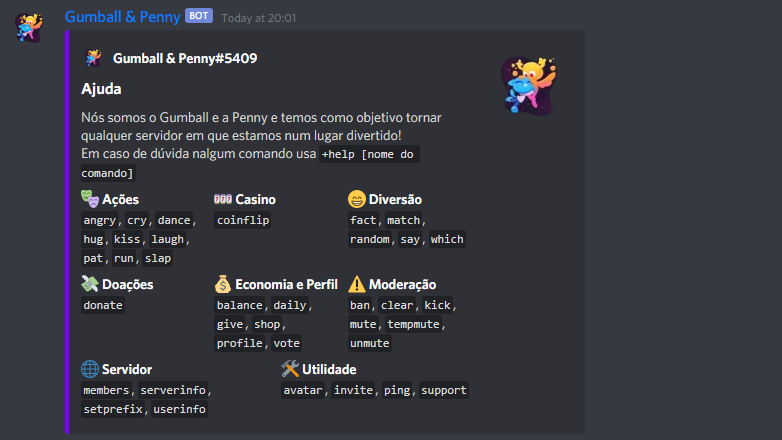 Gumball & Penny BOT Today at 20:01
Gumball & Penny#5409
Ajuda
Nós somos o Gumball e a Penny e temos como objetivo tornar
qualquer servidor em que estamos num lugar divertido!
Em caso de dúvida nalgum comando usa +help [nome do
comando]
Ações
angry, cry, dance,
hug, kiss, laugh,
pat, run, slap
Casino
coinflip
Diversão
fact, match,
random, say, which
Doações
donate
Economia e Perfil
balance, daily,
give, shop,
profile, vote
Moderação
ban, clear, kick,
mute, tempmute,
unmute
Servidor
members, serverinfo,
setprefix, userinfo
Utilidade
avatar, invite, ping, support